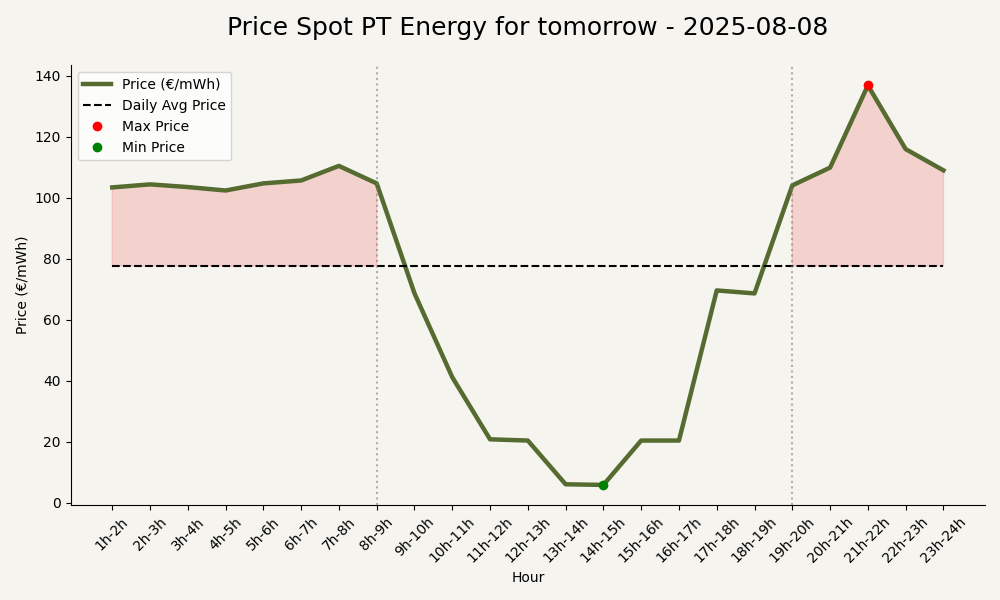 Price Spot PT Energy for tomorrow - 2025-08-08
Price (€/mWh)
Daily Avg Price
Max Price
Min Price
Price (€/mWh)
140
120
100
80
60
40
20
0
1h-2h
2h-3h
3h-4h
4h-5h
5h-6h
6h-7h
7h-8h
8h-9h
9h-10h
10h-11h
11h-12h
12h-13h
13h-14h
14h-15h
15h-16h
16h-17h
17h-18h
18h-19h
19h-20h
20h-21h
21h-22h
22h-23h
23h-24h
Hour